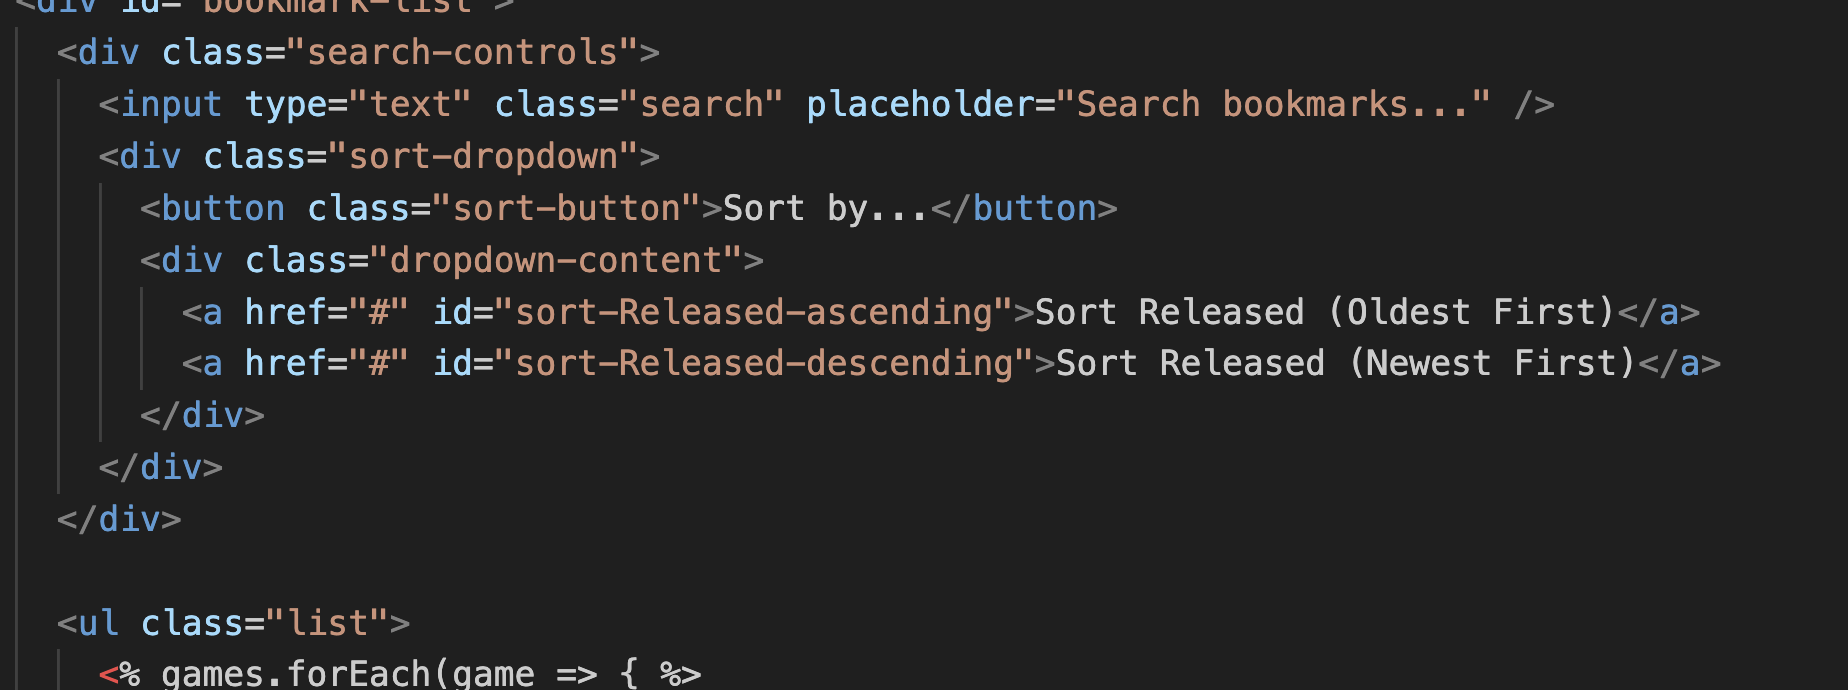 <div id="bookmark-list">
<div class="search-controls">
<input type="text" class="search" placeholder="Search bookmarks..." />
<div class="sort-dropdown">
<button class="sort-button">Sort by...</button>
<div class="dropdown-content">
<a href="#" id="sort-Released-ascending">Sort Released (Oldest First)</a>
<a href="#" id="sort-Released-descending">Sort Released (Newest First)</a>
</div>
</div>
</div>
<ul class="list">
<% games.forEach(game => { %>